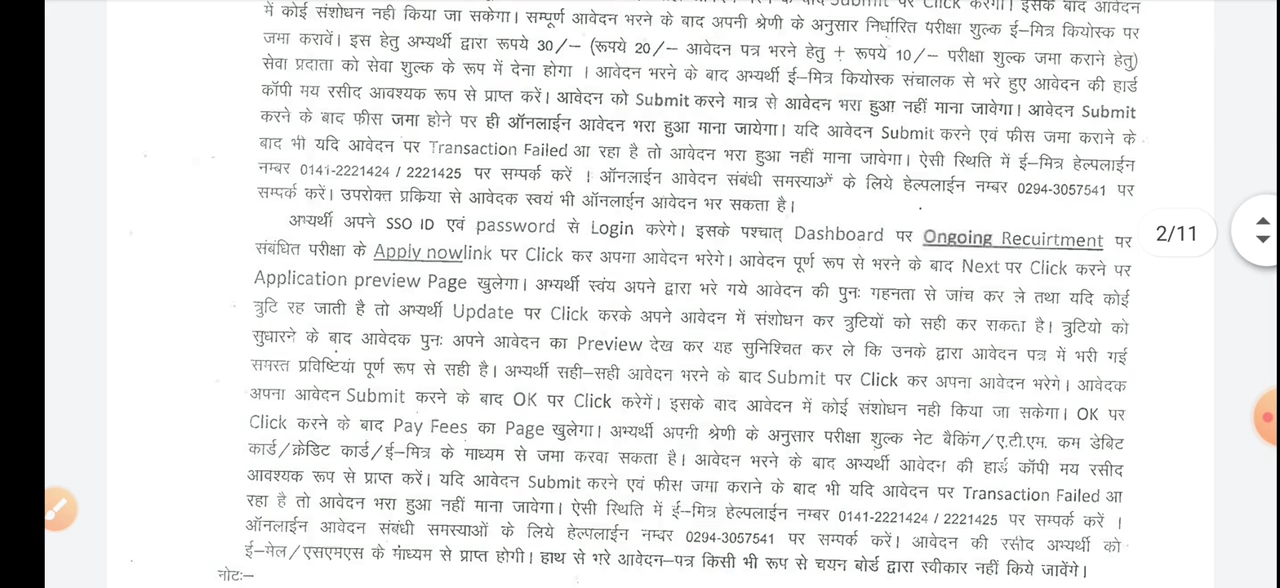 में कोई संशोधन नही किया जा सकेगा। सम्पूर्ण आवेदन भरने के बाद अपनी श्रेणी के अनुसार निर्धारित परीक्षा शुल्क ई–मित्र कियोस्क पर
जमा करावें। इस हेतु अभ्यर्थी द्वारा रूपये 30/– (रूपये 20/– आवेदन पत्र भरने हेतु + रूपये 10/– परीक्षा शुल्क जमा कराने हेतु)
सेवा प्रदाता को सेवा शुल्क के रूप में देना होगा । आवेदन भरने के बाद अभ्यर्थी ई–मित्र कियोस्क संचालक से भरे हुए आवेदन की हार्ड
कॉपी मय रसीद आवश्यक रूप से प्राप्त करें। आवेदन को Submit करने मात्र से आवेदन भरा हुआ नहीं माना जावेगा। आवेदन Submit
करने के बाद फीस जमा होने पर ही ऑनलाईन आवेदन भरा हुआ माना जायेगा। यदि आवेदन Submit करने एवं फीस जमा कराने के
बाद भी यदि आवेदन पर Transaction Failed आ रहा है तो आवेदन भरा हुआ नहीं माना जावेगा। ऐसी स्थिति में ई–मित्र हेल्पलाईन
नम्बर 0141-2221424 / 2221425 पर सम्पर्क करें । ऑनलाईन आवेदन संबंधी समस्याओं के लिये हेल्पलाईन नम्बर 0294-3057541 पर
सम्पर्क करें। उपरोक्त प्रकिया से आवेदक स्वयं भी ऑनलाईन आवेदन भर सकता है।
अभ्यर्थी अपने SSO ID एवं password से Login करेगे। इसके पश्चात् Dashboard पर Ongoing Recuirtment पर
2/11
संबंधित परीक्षा के Apply nowlink पर Click कर अपना आवेदन भरेगे। आवेदन पूर्ण रूप से भरने के बाद Next पर Click करने पर
Application preview Page खुलेगा। अभ्यर्थी स्वंय अपने द्वारा भरे गये आवेदन की पुनः गहनता से जांच कर ले तथा यदि कोई
त्रुटि रह जाती है तो अभ्यर्थी Update पर Click करके अपने आवेदन में संशोधन कर त्रुटियों को सही कर सकता है। त्रुटियो को
सुधारने के बाद आवेदक पुनः अपने आवेदन का Preview देख कर यह सुनिश्चित कर ले कि उनके द्वारा आवेदन पत्र में भरी गई
समस्त प्रविष्टियां पूर्ण रूप से सही है। अभ्यर्थी सही–सही आवेदन भरने के बाद Submit पर Click कर अपना आवेदन भरेगे। आवेदक
अपना आवेदन Submit करने के बाद OK पर Click करेगें। इसके बाद आवेदन में कोई संशोधन नही किया जा सकेगा। OK पर
Click करने के बाद Pay Fees का Page खुलेगा। अभ्यर्थी अपनी श्रेणी के अनुसार परीक्षा शुल्क नेट बैकिंग/ए.टी.एम. कम डेबिट
कार्ड/क्रेडिट कार्ड/ई–मित्र के माध्यम से जमा करवा सकता है। आवेदन भरने के बाद अभ्यर्थी आवेदन की हार्ड कॉपी मय रसीद
आवश्यक रूप से प्राप्त करें। यदि आवेदन Submit करने एवं फीस जमा कराने के बाद भी यदि आवेदन पर Transaction Failed आ
रहा है तो आवेदन भरा हुआ नहीं माना जावेगा। ऐसी स्थिति में ई–मित्र हेल्पलाईन नम्बर 0141-2221424 / 2221425 पर सम्पर्क करें ।
ऑनलाईन आवेदन संबंधी समस्याओं के लिये हेल्पलाईन नम्बर 0294-3057541 पर सम्पर्क करें। आवेदन की रसीद अभ्यर्थी को
ई–मेल/एसएमएस के मांध्यम से प्राप्त होगी। हाथ से भरे आवेदन–पत्र किसी भी रूप से चयन बोर्ड द्वारा स्वीकार नहीं किये जावेंगे।
नोटः–